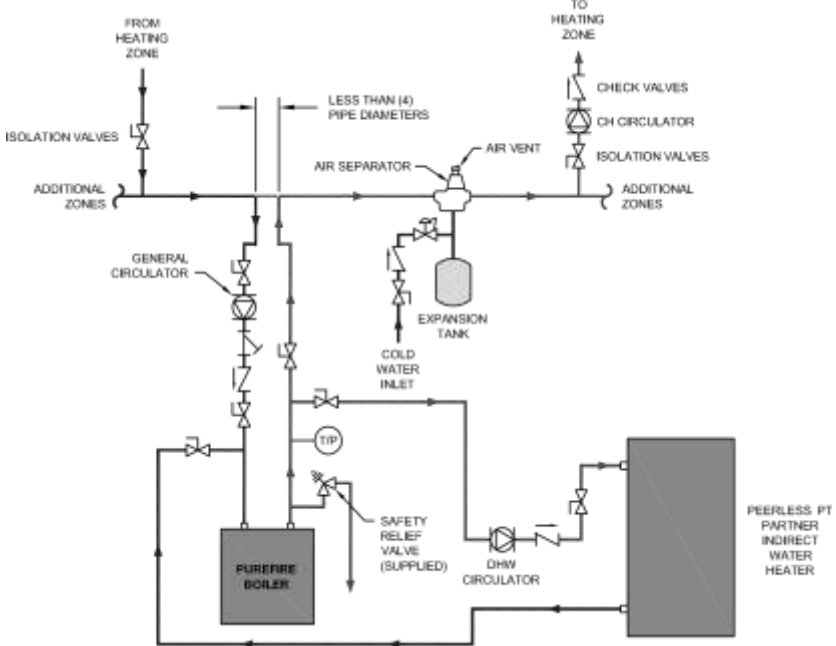 FROM
HEATING
ZONE
TO
HEATING
ZONE
LESS THAN (4)
PIPE DIAMETERS
CHECK VALVES
CH CIRCULATOR
ISOLATION VALVES
ISOLATION VALVES
AIR VENT
AIR SEPARATOR
ADDITIONAL
ZONES
ADDITIONAL
ZONES
GENERAL
CIRCULATOR
EXPANSION
TANK
COLD
WATER
INLET
T/P
SAFETY
RELIEF
VALVE
(SUPPLIED)
DHW
CIRCULATOR
PEERLESS PT
PARTNER
INDIRECT
WATER
HEATER
PUREFIRE
BOILER